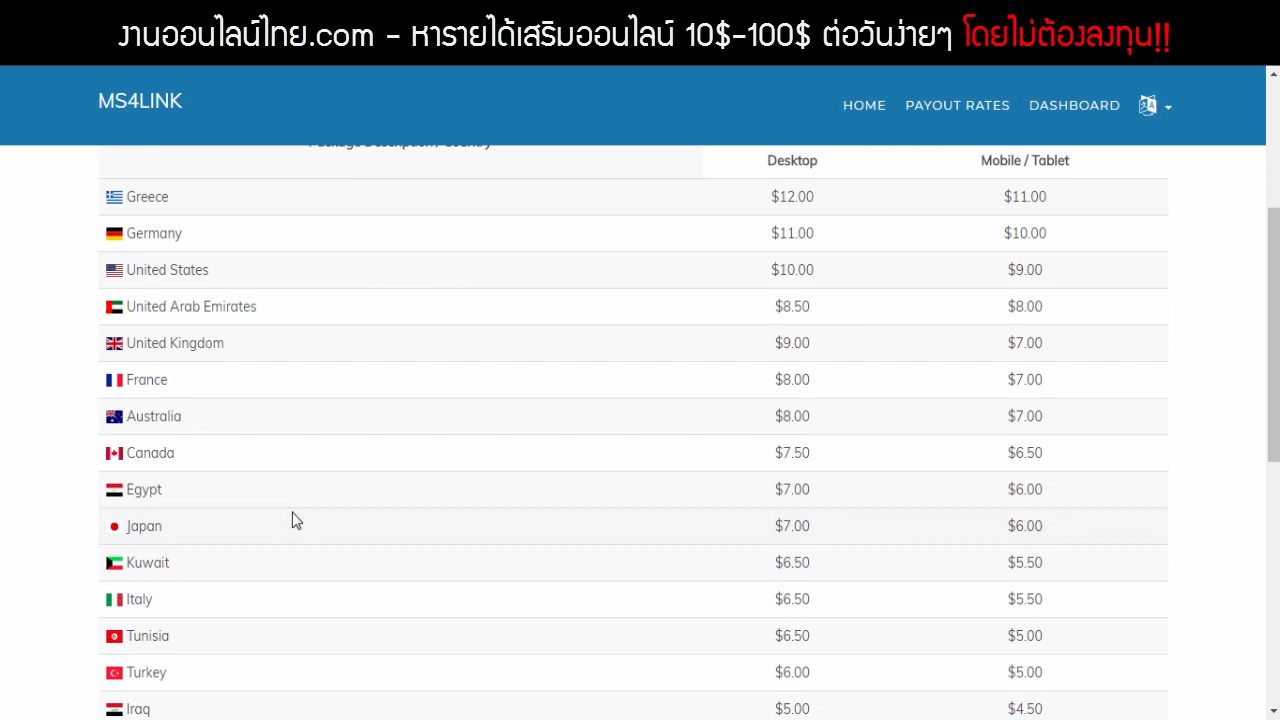 งานออนไลน์ไทย.com - หารายได้เสริมออนไลน์ 10$-100$ ต่อวันง่ายๆ โดยไม่ต้องลงทุน!!
MS4LINK
HOME PAYOUT RATES DASHBOARD
Package Description / Country
Desktop Mobile / Tablet
Greece $12.00 $11.00
Germany $11.00 $10.00
United States $10.00 $9.00
United Arab Emirates $8.50 $8.00
United Kingdom $9.00 $7.00
France $8.00 $7.00
Australia $8.00 $7.00
Canada $7.50 $6.50
Egypt $7.00 $6.00
Japan $7.00 $6.00
Kuwait $6.50 $5.50
Italy $6.50 $5.50
Tunisia $6.50 $5.00
Turkey $6.00 $5.00
Iraq $5.00 $4.50